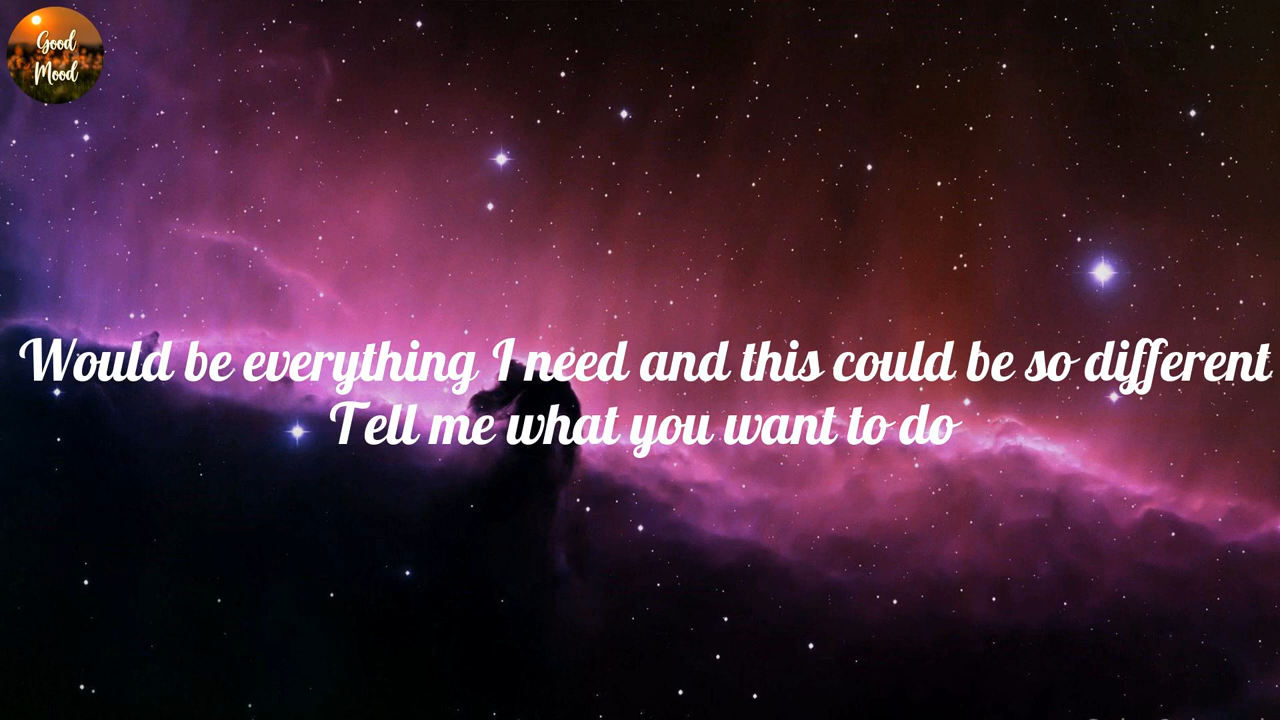 Good
Mood
Would be everything I need and this could be so different
Tell me what you want to do